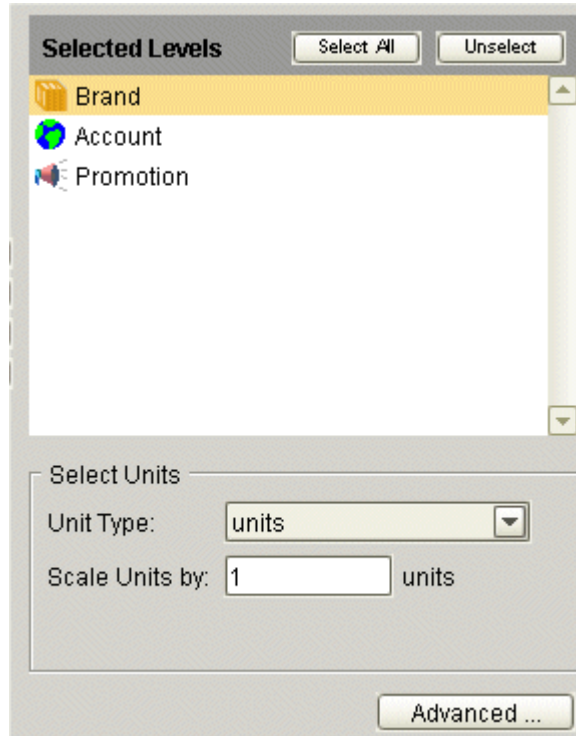 Selected Levels Select All Unselect
Brand
Account
Promotion
Select Units
Unit Type: units
Scale Units by: 1 units
Advanced ...